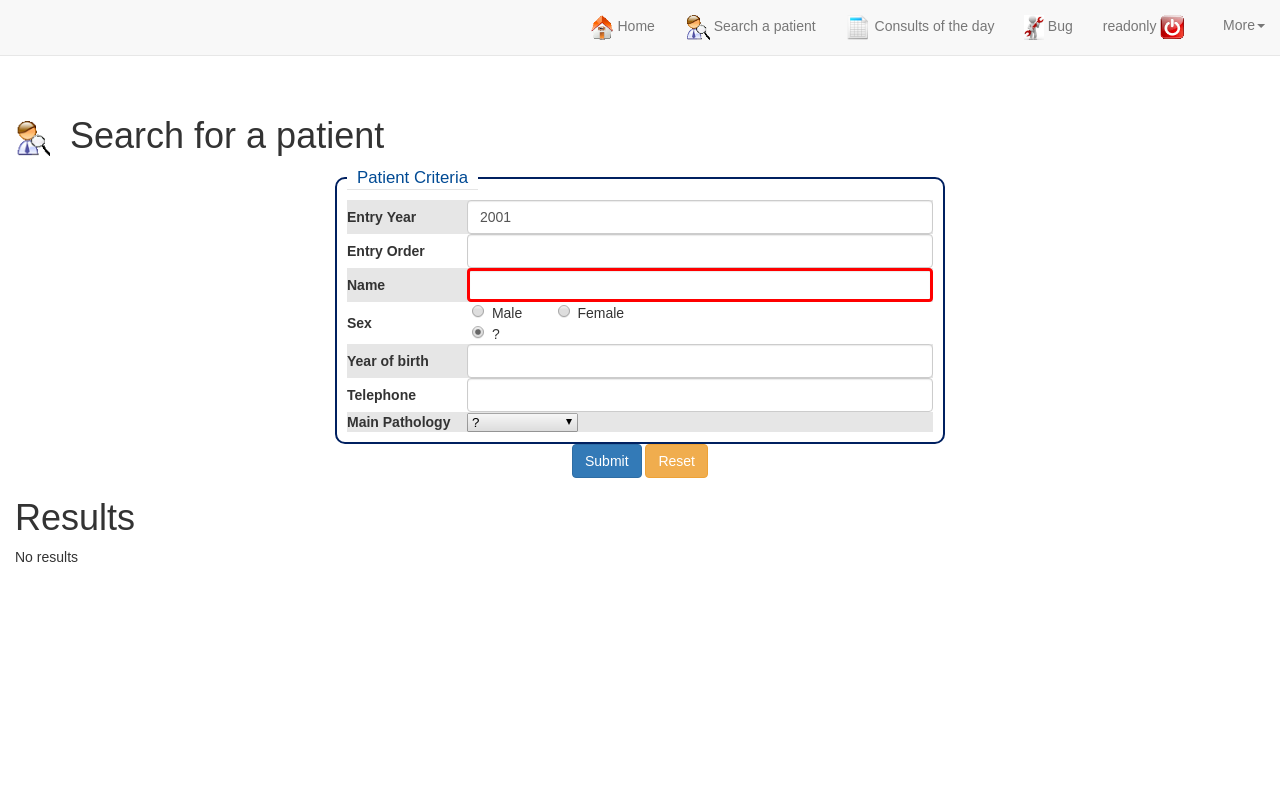 Home Search a patient Consults of the day Bug readonly More
Search for a patient
Patient Criteria
Entry Year 2001
Entry Order
Name
Sex Male Female
?
Year of birth
Telephone
Main Pathology ?
Submit Reset
Results
No results